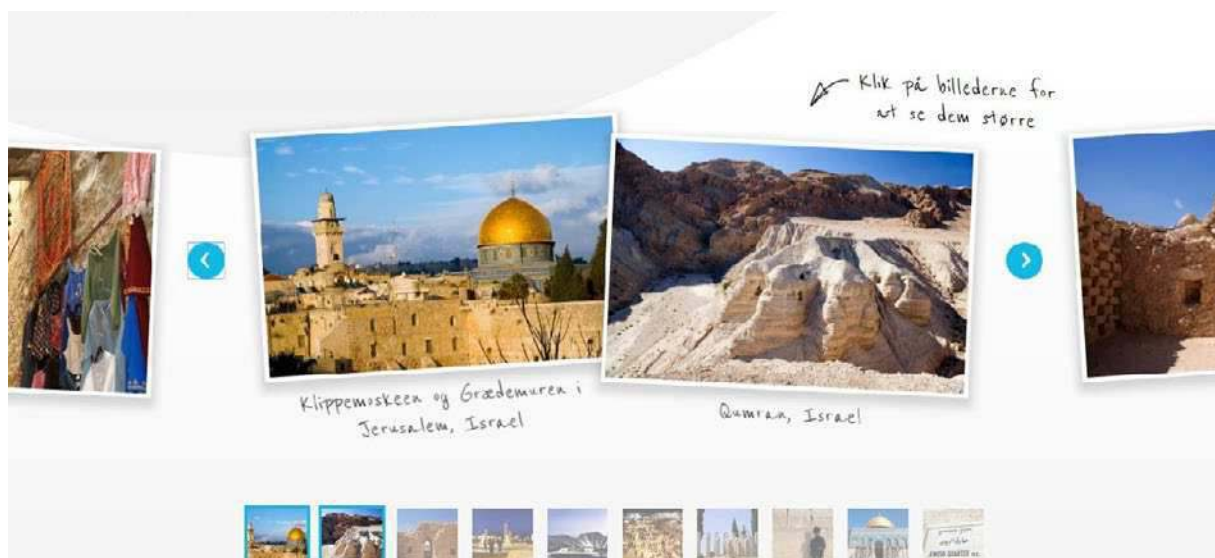 Klik på billederne for
at se dem større
Klippemoskeen og Grædemuren i
Jerusalem, Israel
Qumran, Israel